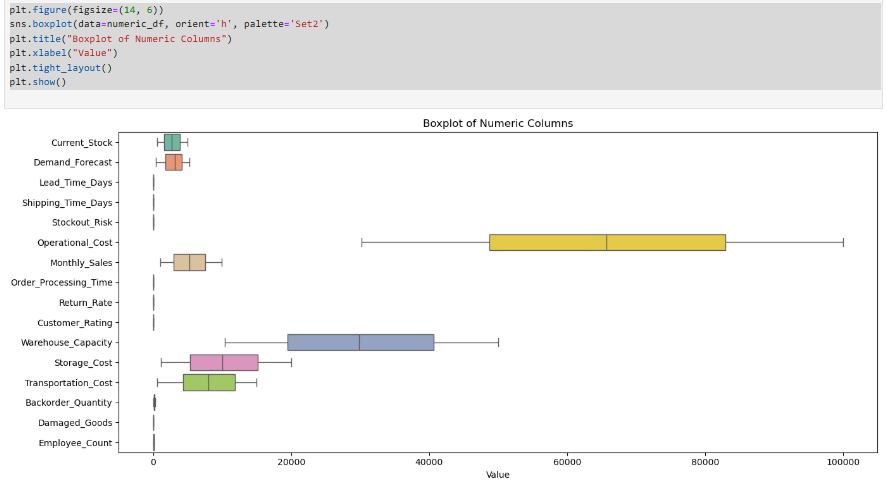 plt.figure(figsize=(14, 6))
sns.boxplot(data=numeric_df, orient='h', palette='Set2')
plt.title("Boxplot of Numeric Columns")
plt.xlabel("Value")
plt.tight_layout()
plt.show()
Boxplot of Numeric Columns
Current_Stock
Demand_Forecast
Lead_Time_Days
Shipping_Time_Days
Stockout_Risk
Operational_Cost
Monthly_Sales
Order_Processing_Time
Return_Rate
Customer_Rating
Warehouse_Capacity
Storage_Cost
Transportation_Cost
Backorder_Quantity
Damaged_Goods
Employee_Count
0 20000 40000 60000 80000 100000
Value